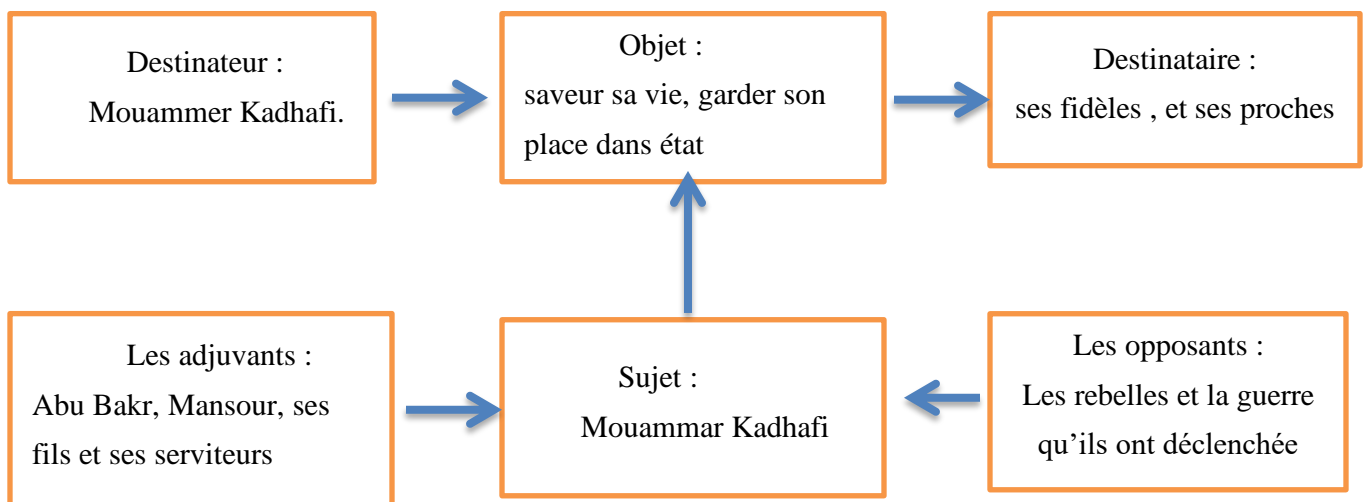 Destinateur :
Mouammer Kadhafi.
Objet :
saveur sa vie, garder son
place dans état
Destinataire :
ses fidèles , et ses proches
Les adjuvants :
Abu Bakr, Mansour, ses
fils et ses serviteurs
Sujet :
Mouammar Kadhafi
Les opposants :
Les rebelles et la guerre
qu’ils ont déclenchée